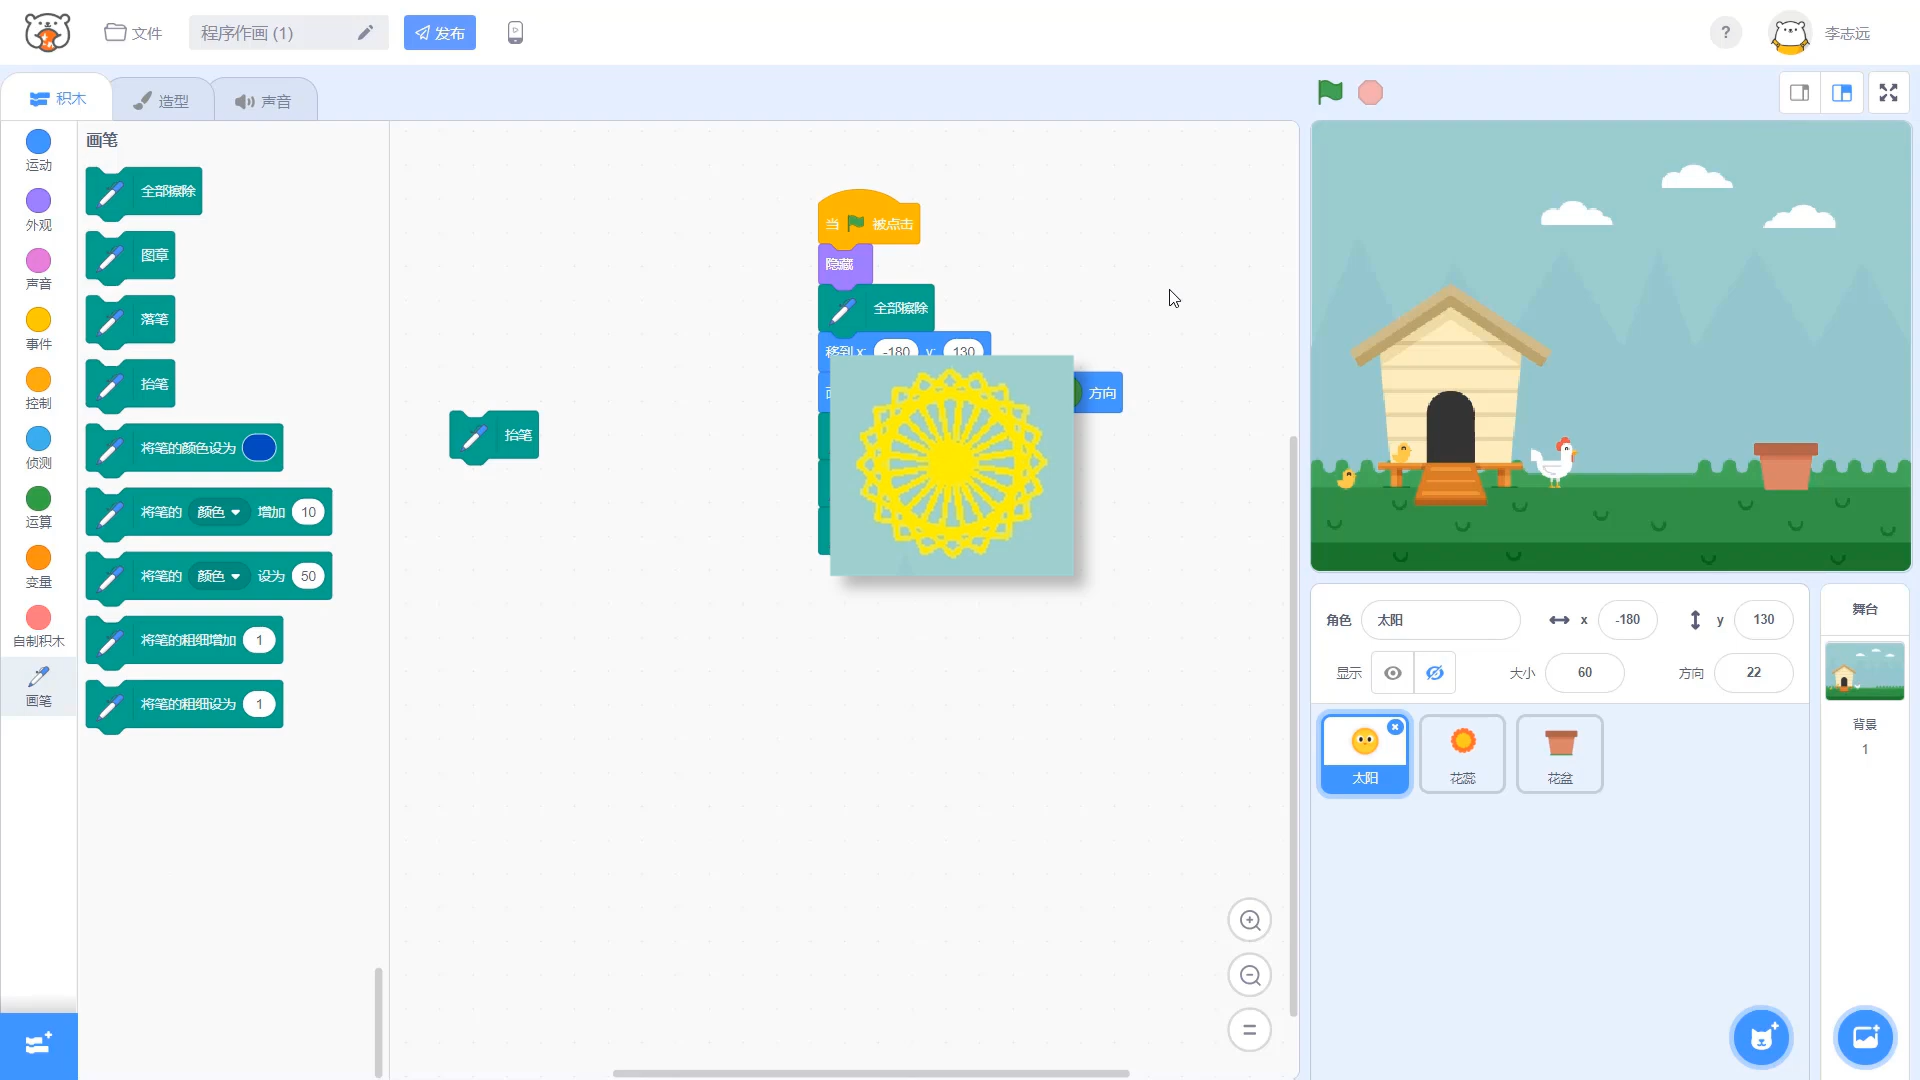 文件
程序作画 (1)
发布
?
李志远
积木
造型
声音
运动
外观
声音
事件
控制
侦测
运算
变量
自制积木
画笔
画笔
全部擦除
图章
落笔
抬笔
将笔的颜色设为
将笔的 颜色 增加 10
将笔的 颜色 设为 50
将笔的粗细增加 1
将笔的粗细设为 1
抬笔
当 被点击
隐藏
全部擦除
移到 x: -180 y: 130
方向
角色 太阳 x -180 y 130
显示 大小 60 方向 22
太阳
花蕊
花盆
舞台
背景
1